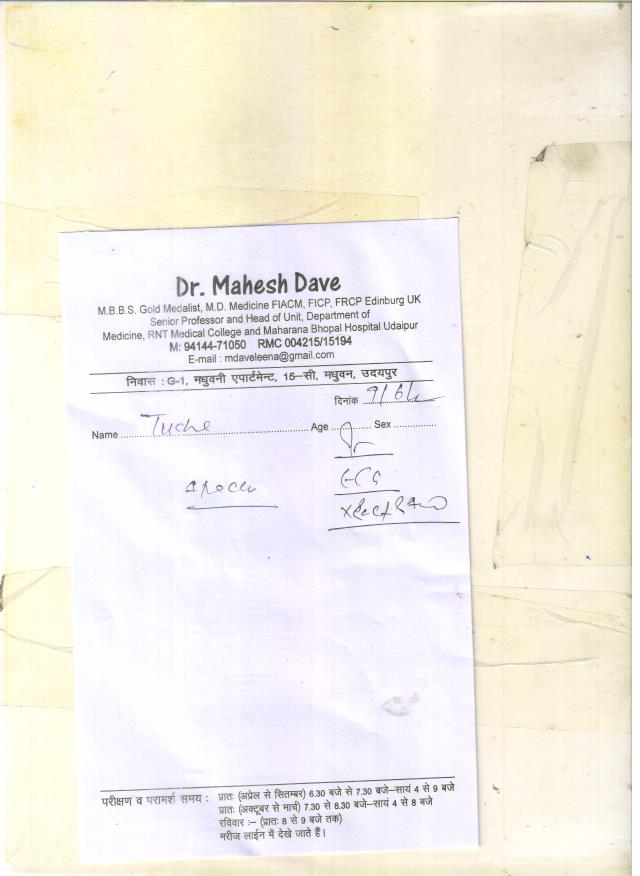 Dr. Mahesh Dave
M.B.B.S. Gold Medalist, M.D. Medicine FIACM, FICP, FRCP Edinburg UK
Senior Professor and Head of Unit, Department of
Medicine, RNT Medical College and Maharana Bhopal Hospital Udaipur
M: 94144-71050 RMC 004215/15194
E-mail : mdaveleena@gmail.com
निवास : G-1, मधुवनी एपार्टमेन्ट, 15-सी, मधुवन, उदयपुर
दिनांक
Name Age Sex
परीक्षण व परामर्श समय : प्रातः (अप्रेल से सितम्बर) 6.30 बजे से 7.30 बजे-सायं 4 से 9 बजे
प्रातः (अक्टूबर से मार्च) 7.30 से 8.30 बजे-सायं 4 से 8 बजे
रविवार :- (प्रातः 8 से 9 बजे तक)
मरीज लाईन में देखे जाते हैं।